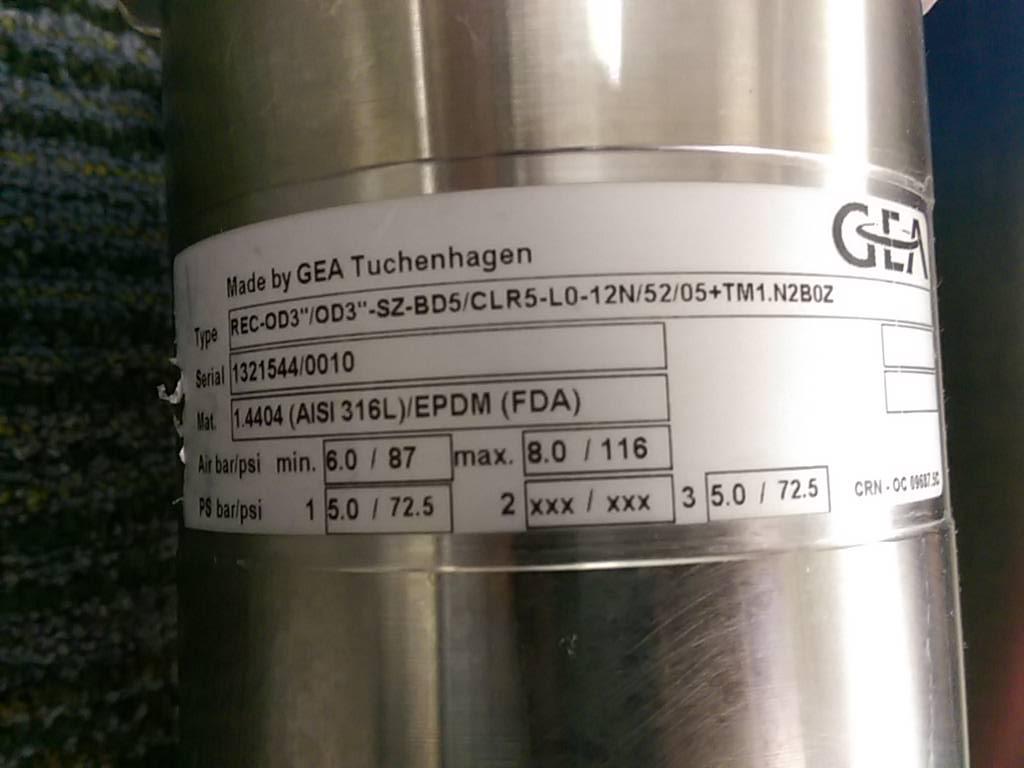 GEA
Made by GEA Tuchenhagen
Type REC-OD3"/OD3"-SZ-BD5/CLR5-L0-12N/52/05+TM1.N2B0Z
Serial 1321544/0010
Mat. 1.4404 (AISI 316L)/EPDM (FDA)
Air bar/psi min. 6.0 / 87 max. 8.0 / 116
PS bar/psi 1 5.0 / 72.5 2 xxx / xxx 3 5.0 / 72.5 CRN - OC